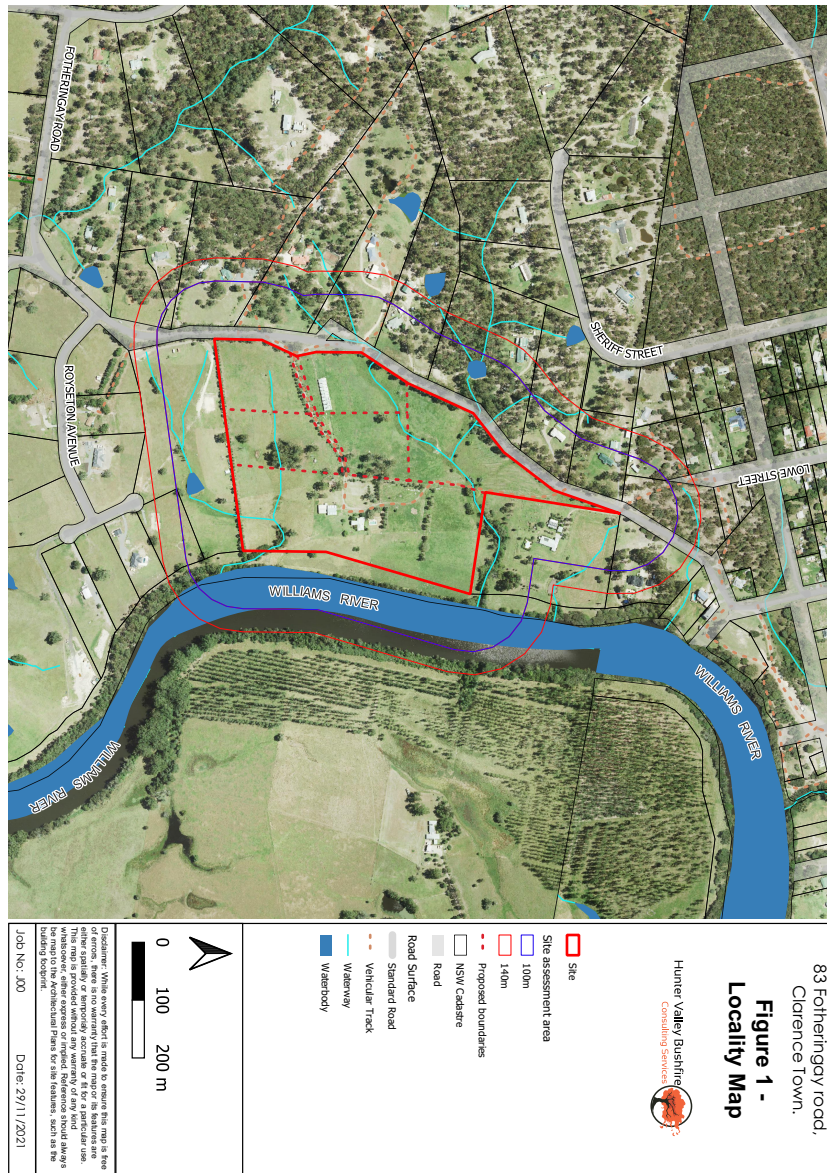 83 Fotheringay road,
Clarence Town.
Figure 1 -
Locality Map
Hunter Valley Bushfire
Consulting Services
Site
Site assessment area
100m
140m
Proposed boundaries
NSW Cadastre
Road
Road Surface
Standard Road
Vehicular Track
Waterway
Waterbody
0 100 200 m
Disclaimer: While every effort is made to ensure this map is free
of errors, there is no warranty that the map or its features are
either spatially or temporialy accruate or fit for a particular use.
This map is provided without any warranty of any kind
whatsoever, either express or implied. Reference should always
be map to the Architectural Plans for site features, such as the
building footprint.
Job No: J00 Date: 29/11/2021
FOTHERINGAY ROAD
SHERIFF STREET
LOWE STREET
ROYSETON AVENUE
WILLIAMS RIVER
WILLIAMS RIVER
WILLIAMS RIVER